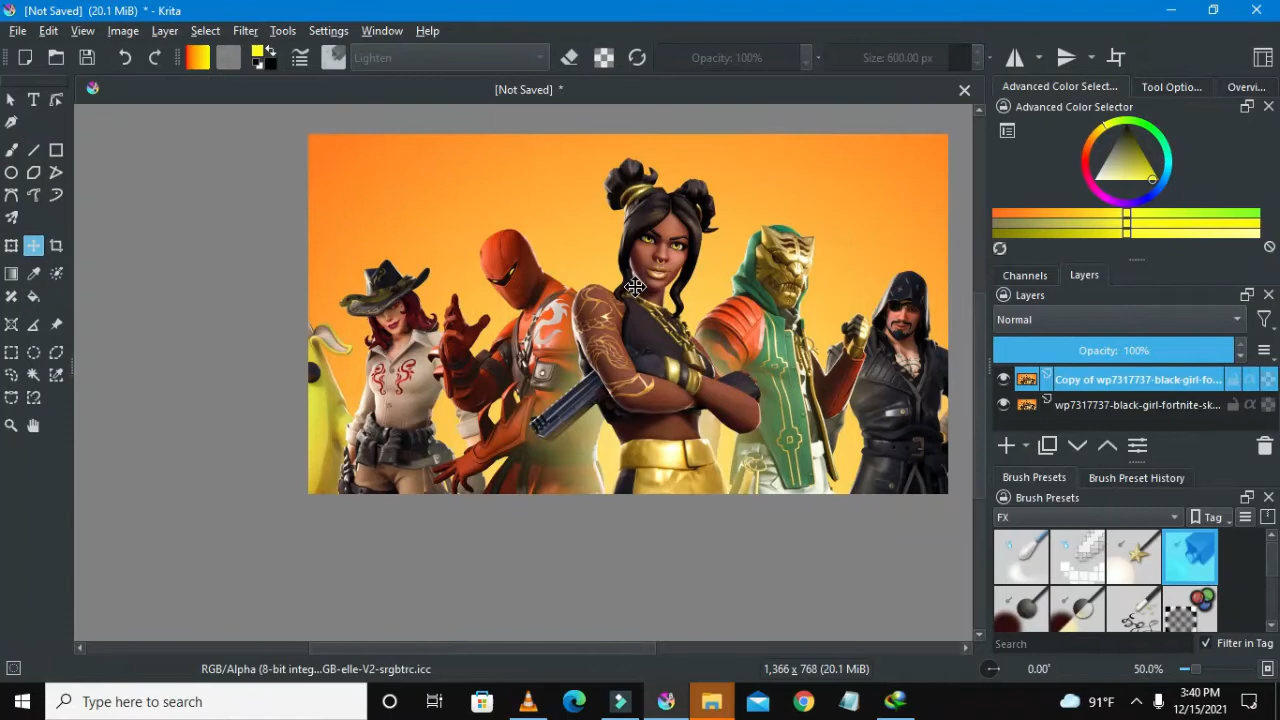 [Not Saved] (20.1 MiB) * - Krita
File Edit View Image Layer Select Filter Tools Settings Window Help
Lighten
Opacity: 100%
Size: 600.00 px
[Not Saved] *
Advanced Color Select... Tool Optio... Overvi...
Advanced Color Selector
Channels Layers
Layers
Normal
Opacity: 100%
Copy of wp7317737-black-girl-fo...
wp7317737-black-girl-fortnite-sk...
Brush Presets Brush Preset History
Brush Presets
FX Tag
Search Filter in Tag
RGB/Alpha (8-bit integ...GB-elle-V2-srgbtrc.icc 1,366 x 768 (20.1 MiB) 0.00° 50.0%
Type here to search
91°F
3:40 PM
12/15/2021